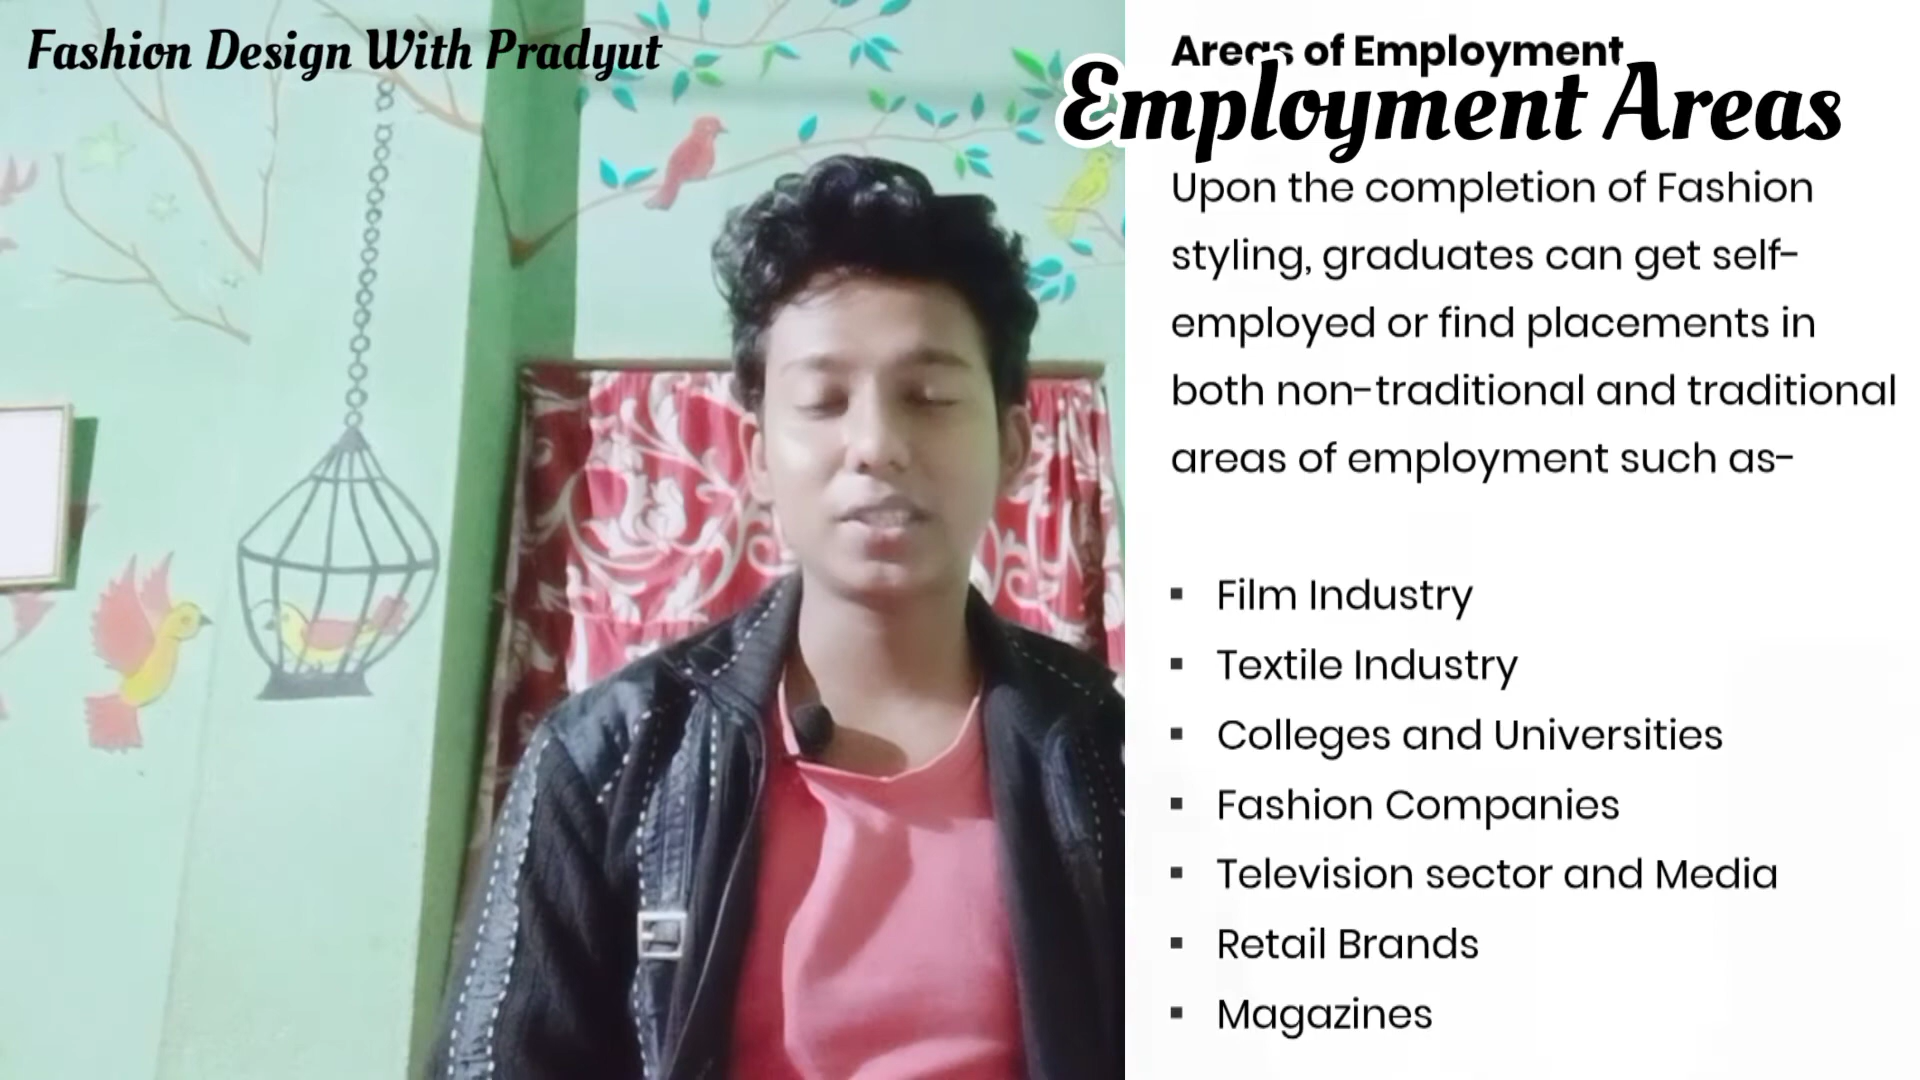 Fashion Design With Pradyut
Areas of Employment
Employment Areas
Upon the completion of Fashion
styling, graduates can get self-
employed or find placements in
both non-traditional and traditional
areas of employment such as-
▪ Film Industry
▪ Textile Industry
▪ Colleges and Universities
▪ Fashion Companies
▪ Television sector and Media
▪ Retail Brands
▪ Magazines